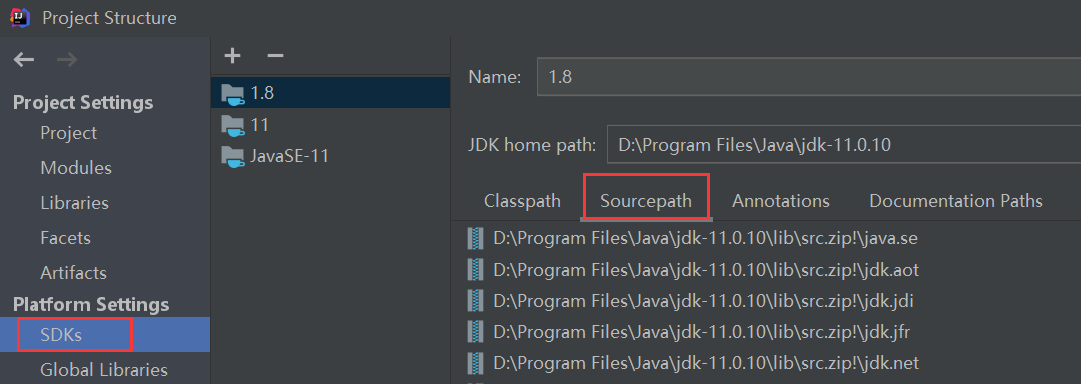 Project Structure
Project Settings
Project
Modules
Libraries
Facets
Artifacts
Platform Settings
SDKs
Global Libraries
1.8
11
JavaSE-11
Name: 1.8
JDK home path: D:\Program Files\Java\jdk-11.0.10
Classpath Sourcepath Annotations Documentation Paths
D:\Program Files\Java\jdk-11.0.10\lib\src.zip!\java.se
D:\Program Files\Java\jdk-11.0.10\lib\src.zip!\jdk.aot
D:\Program Files\Java\jdk-11.0.10\lib\src.zip!\jdk.jdi
D:\Program Files\Java\jdk-11.0.10\lib\src.zip!\jdk.jfr
D:\Program Files\Java\jdk-11.0.10\lib\src.zip!\jdk.net